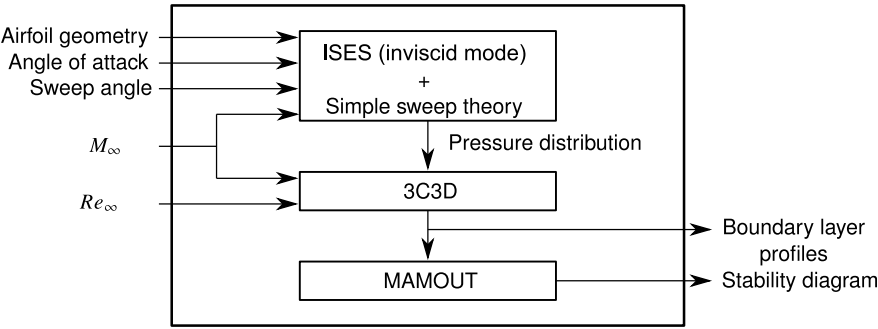 Airfoil geometry
Angle of attack
Sweep angle
M∞
Re∞
ISES (inviscid mode)
+
Simple sweep theory
Pressure distribution
3C3D
MAMOUT
Boundary layer
profiles
Stability diagram